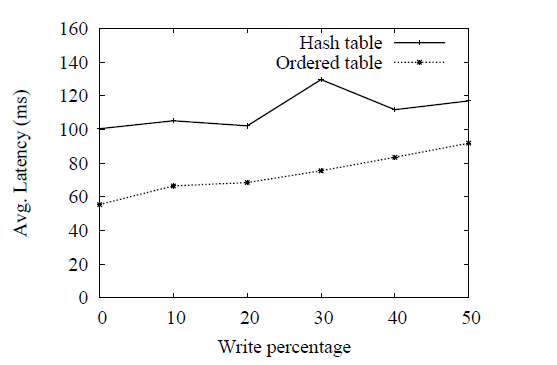 160
140
120
100
80
60
40
20
0
Avg. Latency (ms)
Hash table
Ordered table
0 10 20 30 40 50
Write percentage